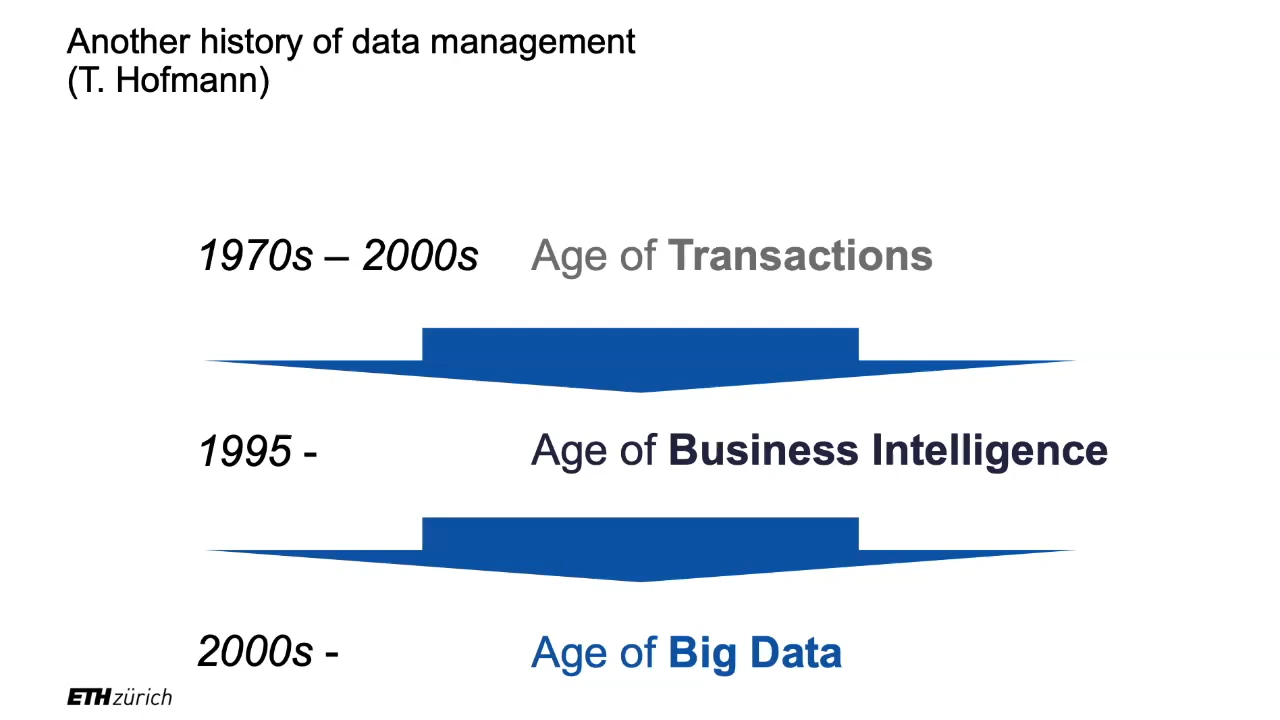 Another history of data management
(T. Hofmann)
1970s – 2000s Age of Transactions
1995 - Age of Business Intelligence
2000s - Age of Big Data
ETH zürich